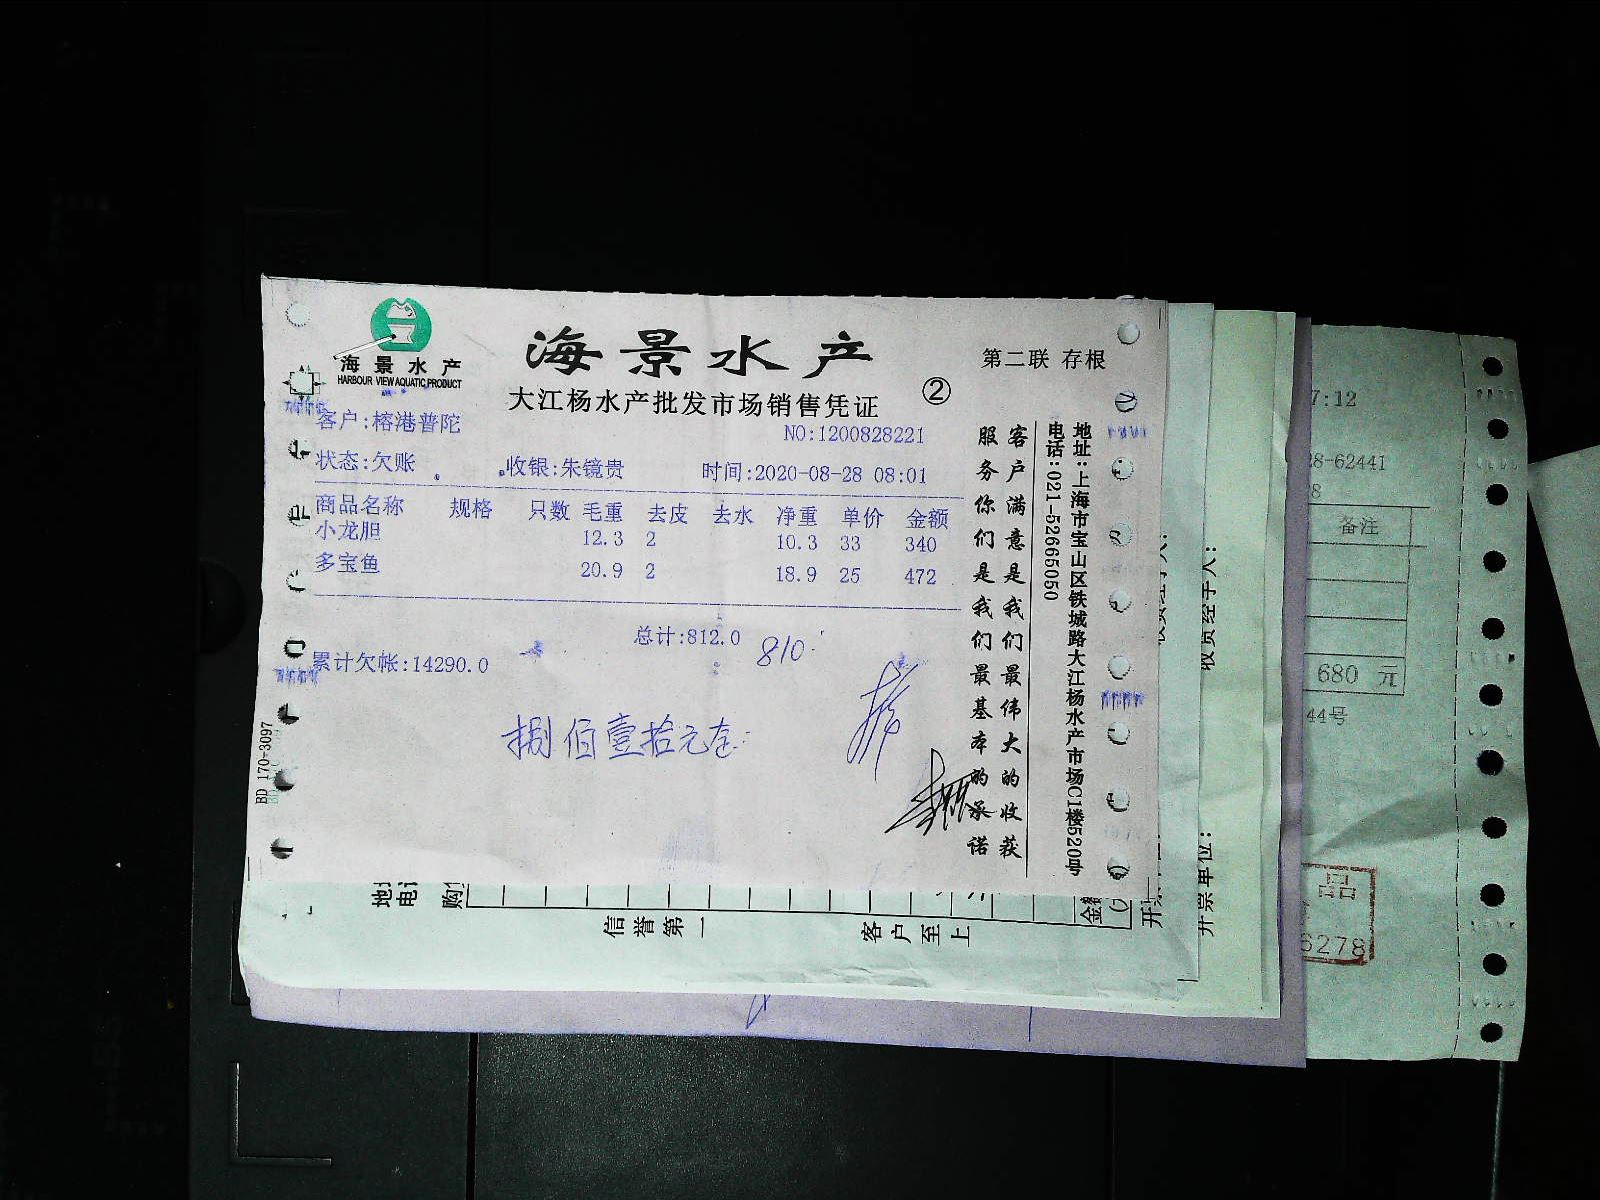 海景水产
HARBOUR VIEW AQUATIC PRODUCT
海景水产
大江杨水产批发市场销售凭证
②
第二联 存根
客户:榕港普陀
NO:1200828221
状态:欠账
收银:朱镜贵
时间:2020-08-28 08:01
商品名称 规格 只数 毛重 去皮 去水 净重 单价 金额
小龙胆 12.3 2 10.3 33 340
多宝鱼 20.9 2 18.9 25 472
总计:812.0
810
累计欠帐:14290.0
捌佰壹拾元
客户满意是我们最伟大的收获
服务你们是我们最基本的承诺
地址:上海市宝山区铁城路大江杨水产市场C1楼520号
电话:021-52665050
BD 170-3097
信誉第一
客户至上
购
金额
开票单位:
收货经手人:
7:12
28-62441
28
备注
680 元
44号
品
6278